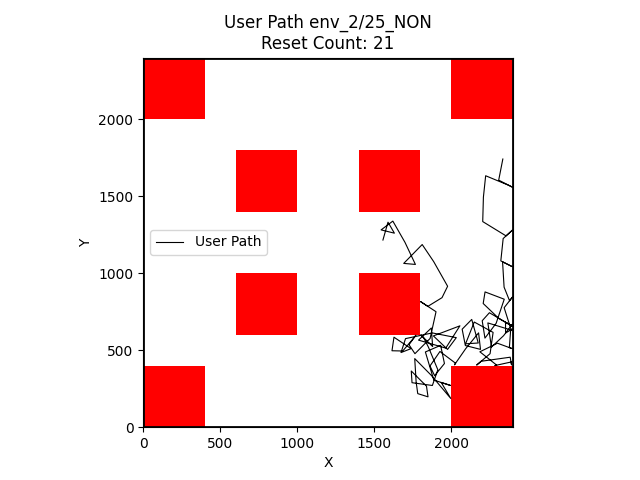 User Path env_2/25_NON
Reset Count: 21
Y
2000
1500
1000
500
0
User Path
0 500 1000 1500 2000
X